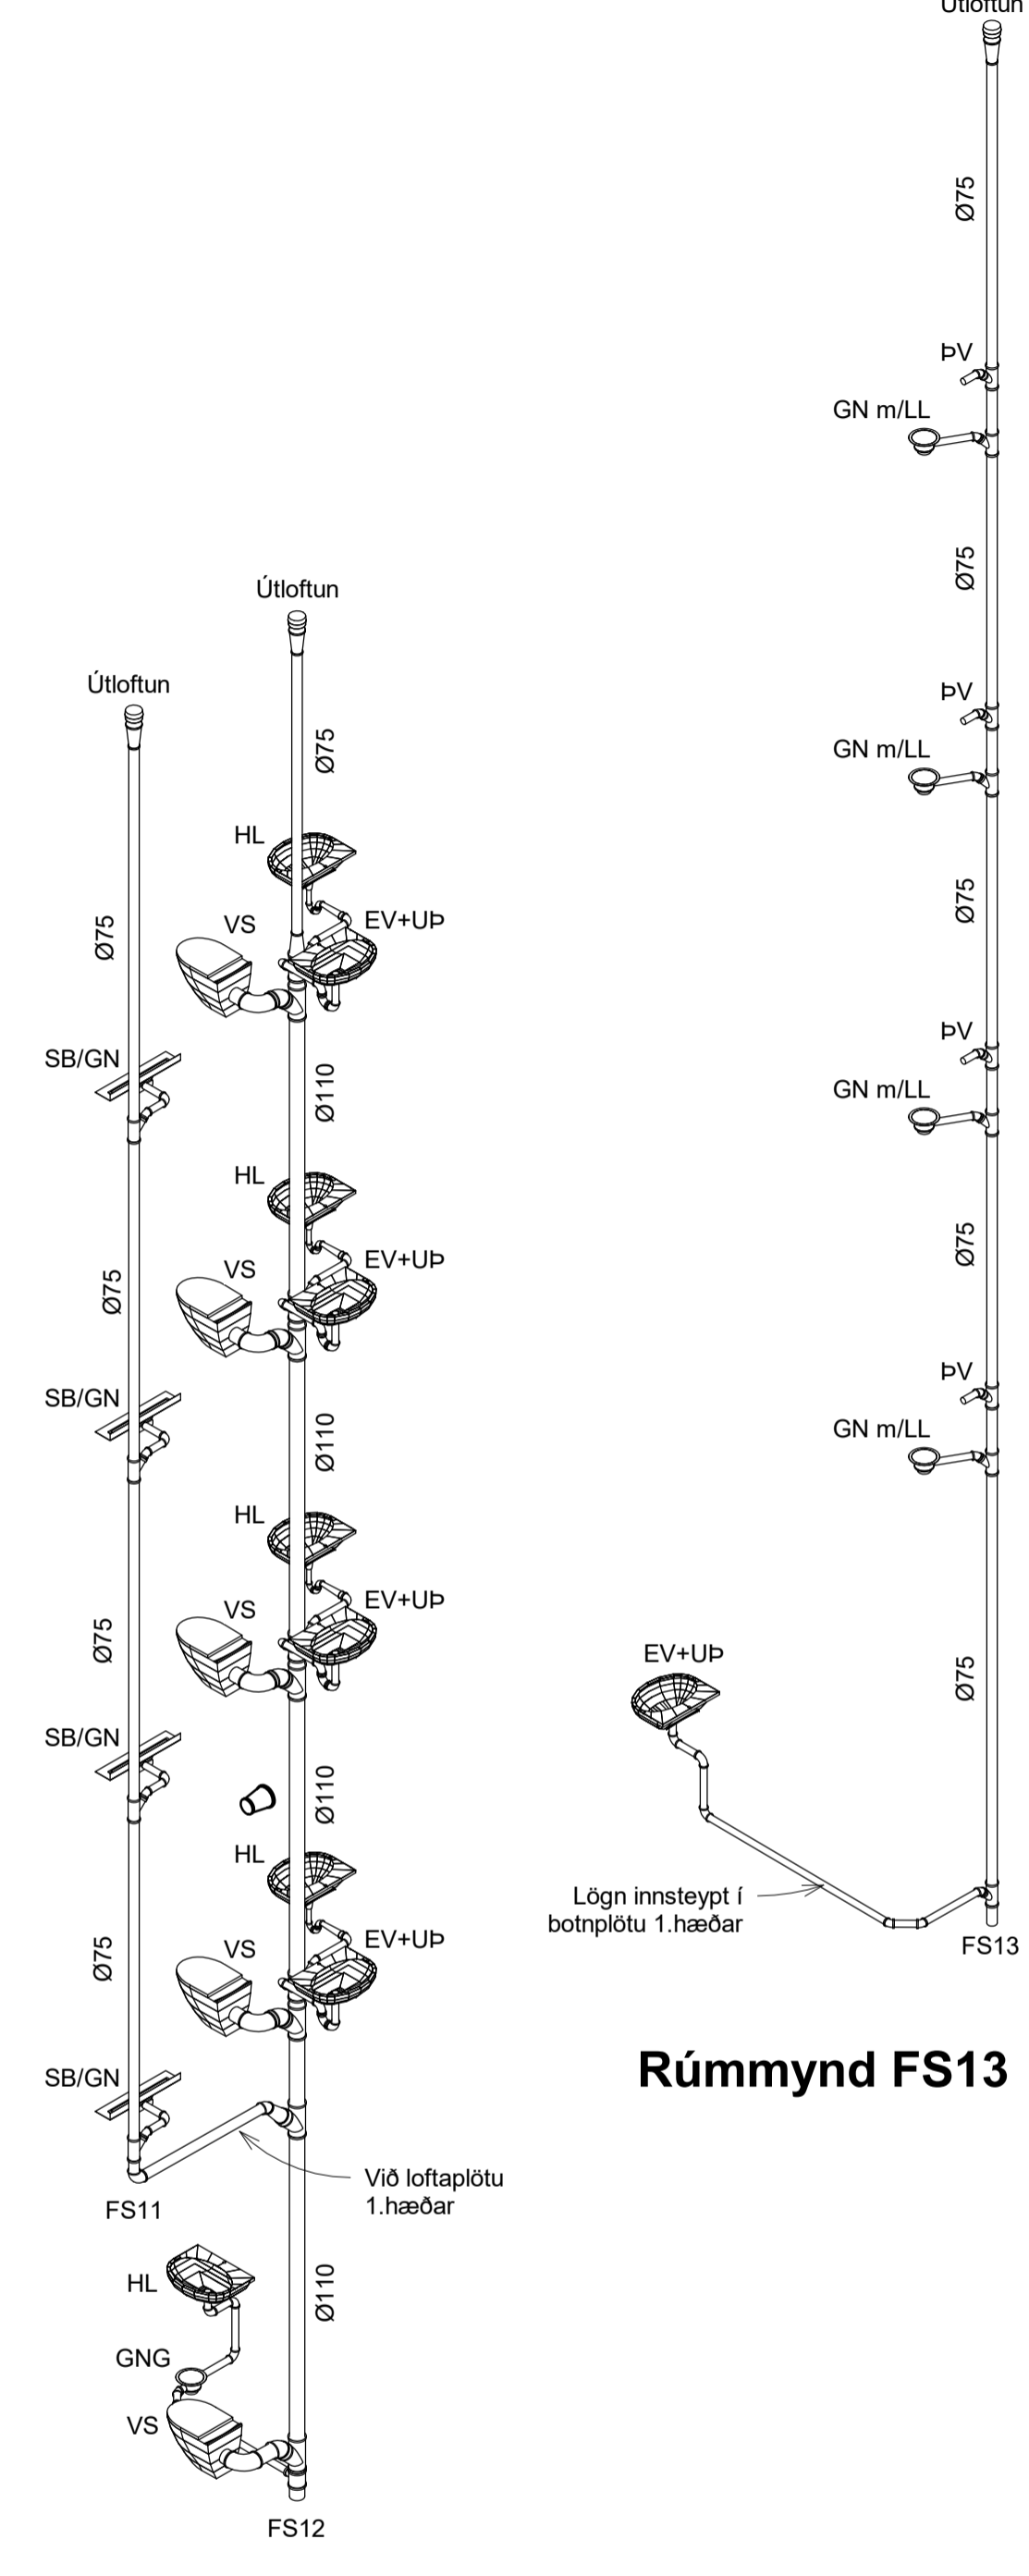 Útloftun
Ø75
ÞV
GN m/LL
Ø75
ÞV
GN m/LL
Ø75
ÞV
GN m/LL
Ø75
ÞV
GN m/LL
Ø75
EV+UÞ
Lögn innsteypt í
botnplötu 1.hæðar
FS13
Rúmmynd FS13
Útloftun
Ø75
HL
EV+UÞ
VS
Ø110
HL
EV+UÞ
VS
Ø110
HL
EV+UÞ
VS
Ø110
HL
EV+UÞ
VS
Við loftaplötu
1.hæðar
Ø110
HL
GNG
VS
FS12
Útloftun
Ø75
SB/GN
Ø75
SB/GN
Ø75
SB/GN
Ø75
SB/GN
FS11